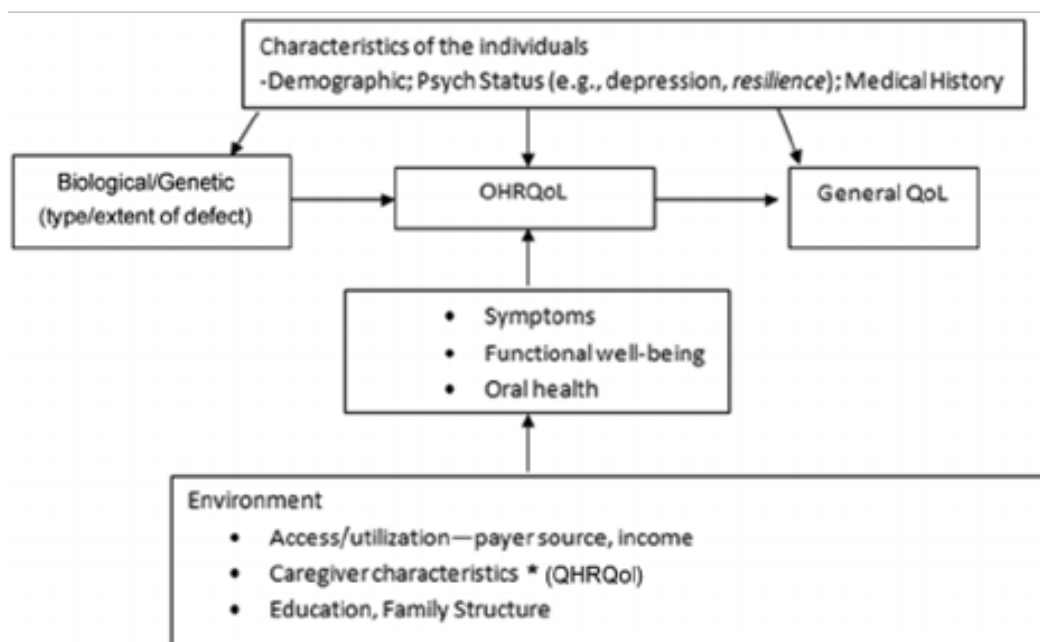 Characteristics of the individuals
-Demographic; Psych Status (e.g., depression, resilience); Medical History
Biological/Genetic
(type/extent of defect)
OHRQoL
General QoL
• Symptoms
• Functional well-being
• Oral health
Environment
• Access/utilization—payer source, income
• Caregiver characteristics * (QHRQol)
• Education, Family Structure